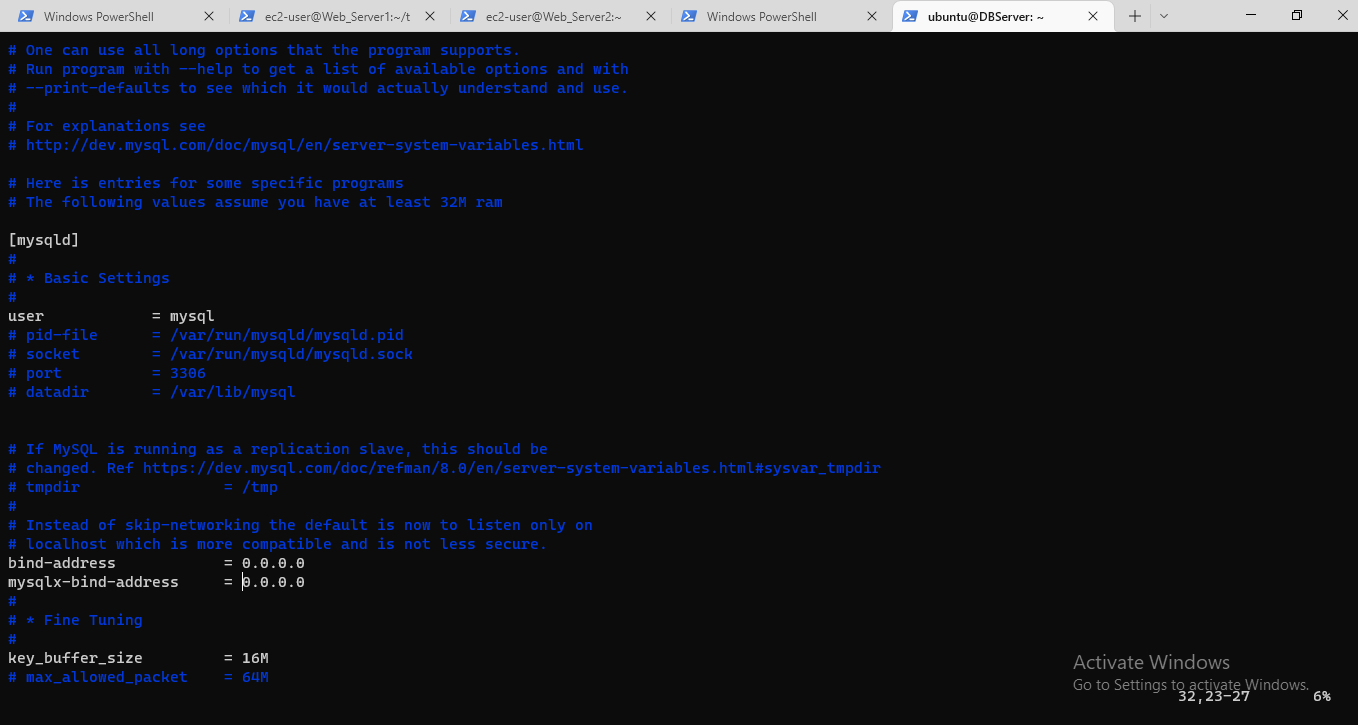 Windows PowerShell
ec2-user@Web_Server1:~/t
ec2-user@Web_Server2:~
Windows PowerShell
ubuntu@DBServer: ~
# One can use all long options that the program supports.
# Run program with --help to get a list of available options and with
# --print-defaults to see which it would actually understand and use.
#
# For explanations see
# http://dev.mysql.com/doc/mysql/en/server-system-variables.html
# Here is entries for some specific programs
# The following values assume you have at least 32M ram
[mysqld]
#
# * Basic Settings
#
user            = mysql
# pid-file      = /var/run/mysqld/mysqld.pid
# socket        = /var/run/mysqld/mysqld.sock
# port          = 3306
# datadir       = /var/lib/mysql
# If MySQL is running as a replication slave, this should be
# changed. Ref https://dev.mysql.com/doc/refman/8.0/en/server-system-variables.html#sysvar_tmpdir
# tmpdir                = /tmp
#
# Instead of skip-networking the default is now to listen only on
# localhost which is more compatible and is not less secure.
bind-address            = 0.0.0.0
mysqlx-bind-address     = 0.0.0.0
#
# * Fine Tuning
#
key_buffer_size         = 16M
# max_allowed_packet    = 64M
Activate Windows
Go to Settings to activate Windows.
32,23-27       6%